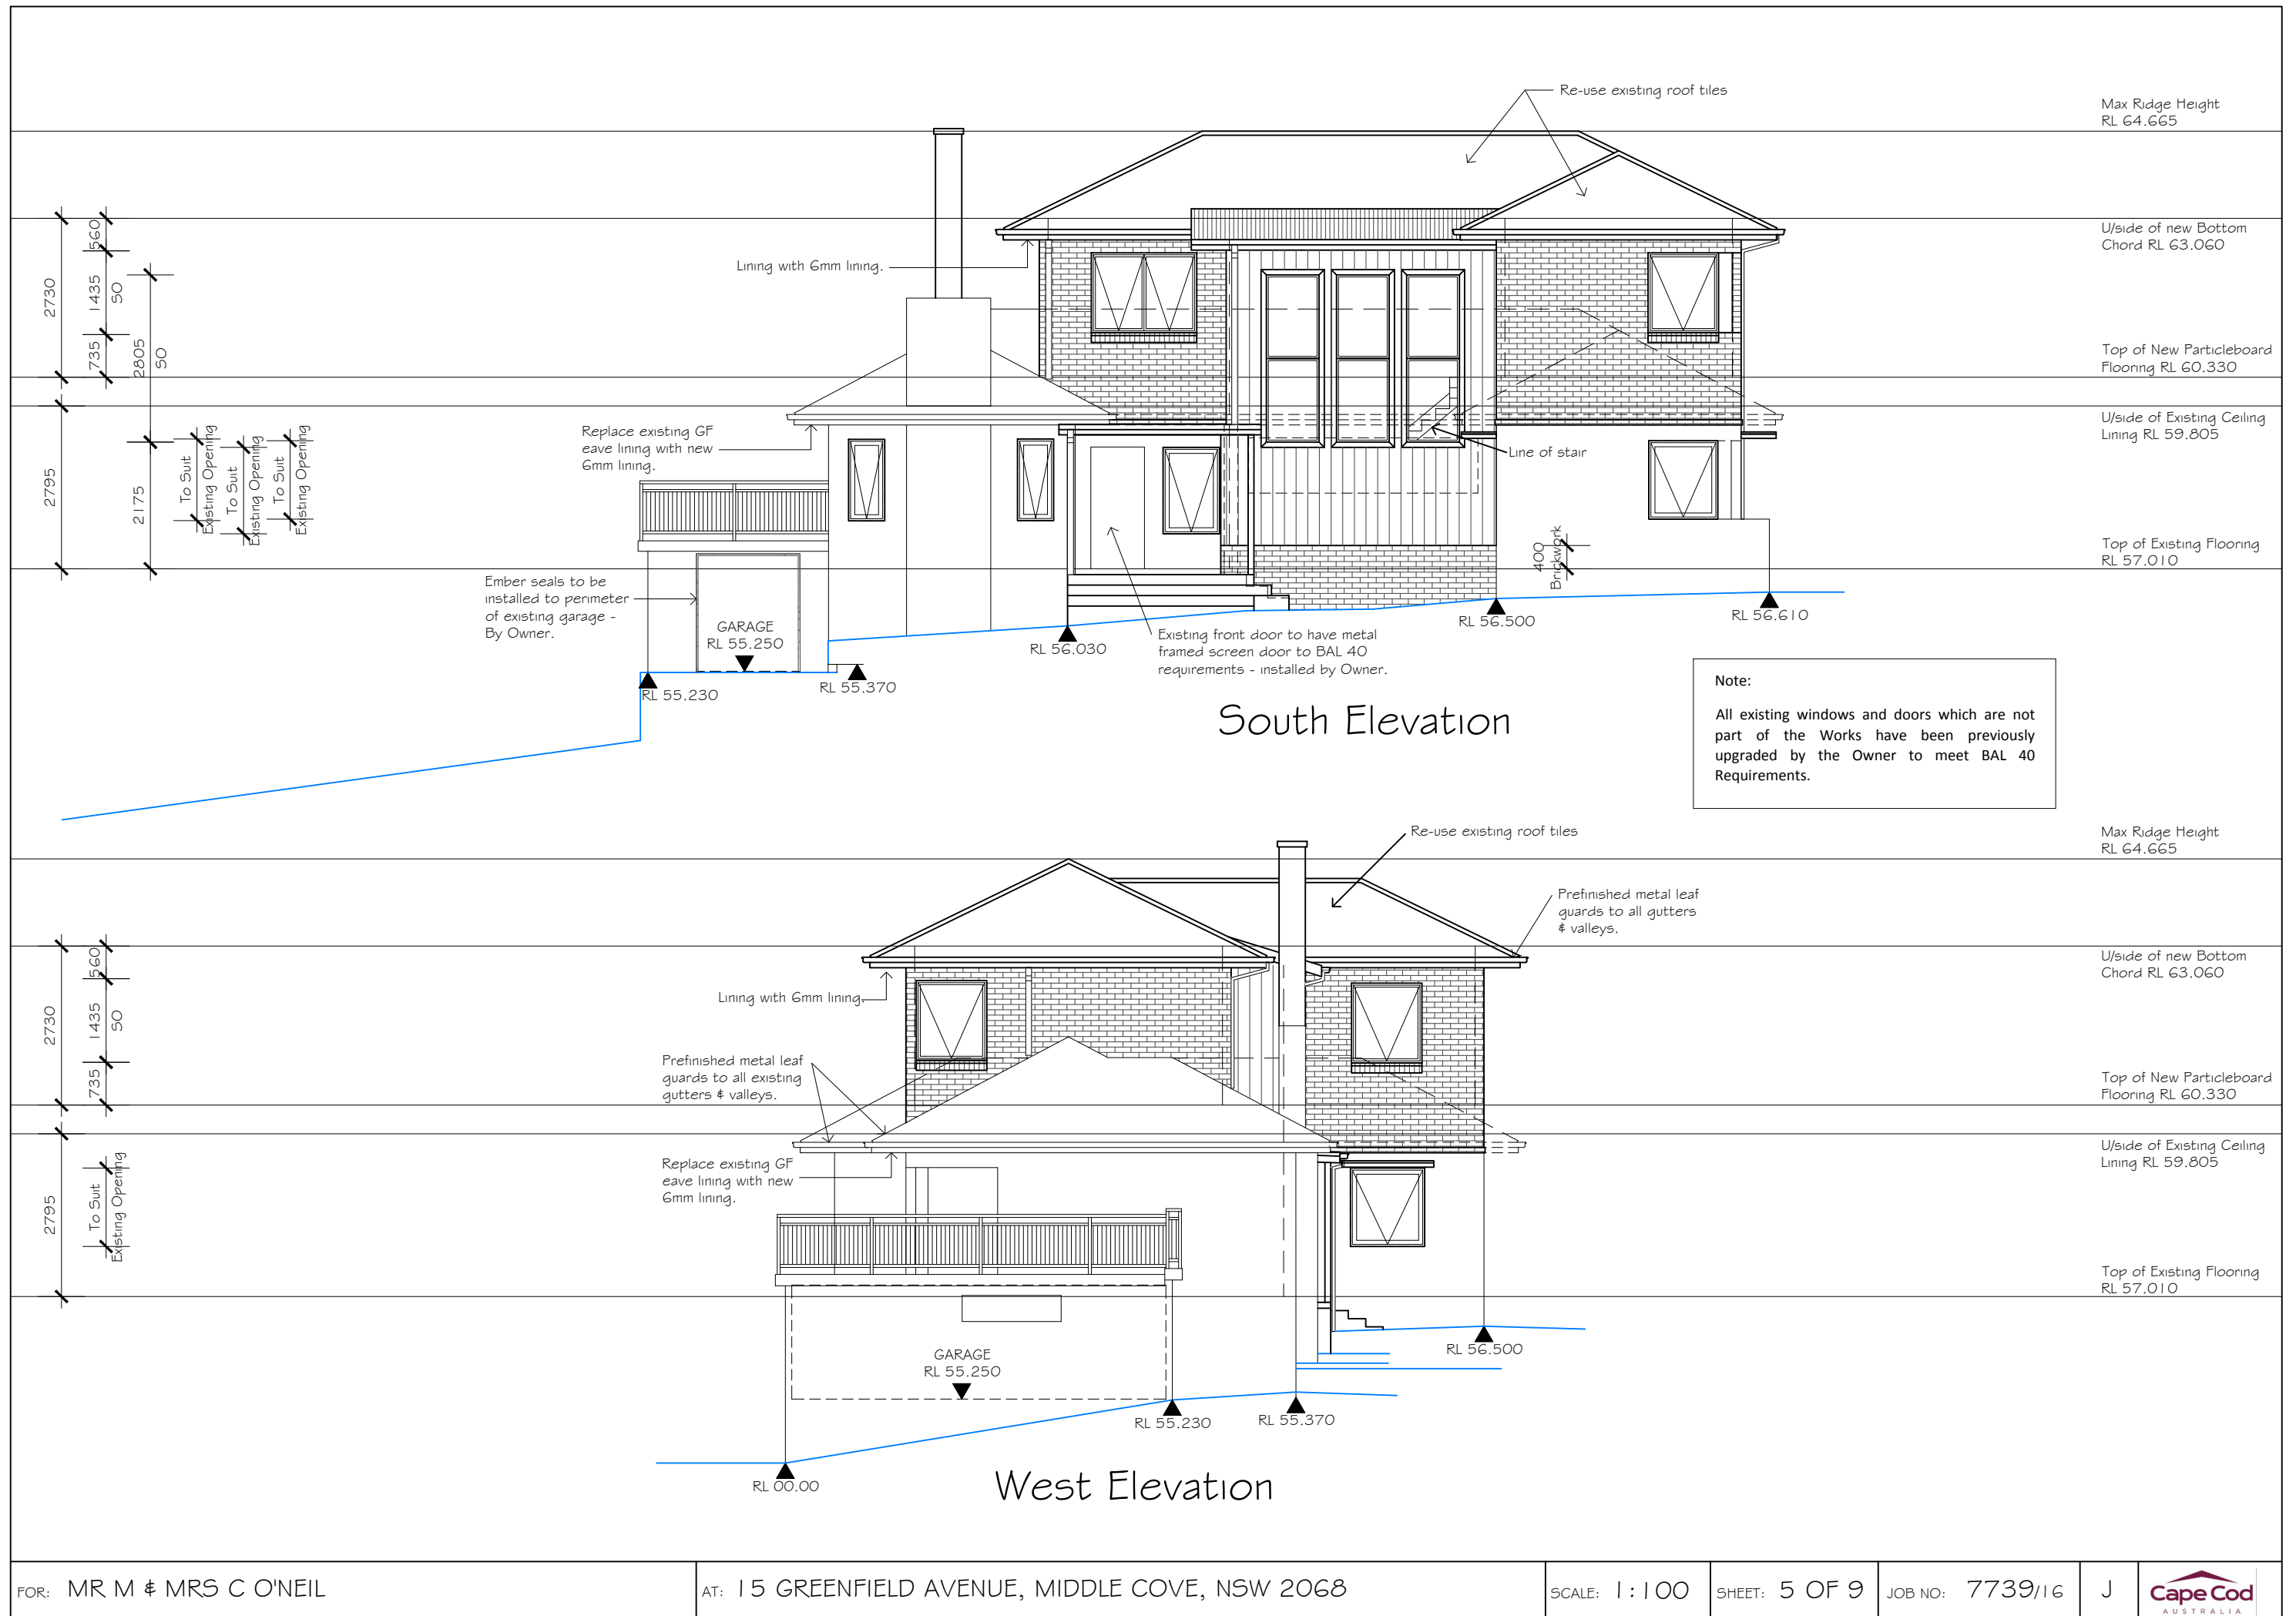 Re-use existing roof tiles
Max Ridge Height
RL 64.665
U/side of new Bottom
Chord RL 63.060
Lining with 6mm lining.
560
2730
1435
SO
735
2805
SO
Top of New Particleboard
Flooring RL 60.330
U/side of Existing Ceiling
Lining RL 59.805
Replace existing GF
eave lining with new
6mm lining.
Line of stair
2795
2175
To Suit
Existing Opening
To Suit
Existing Opening
To Suit
Existing Opening
400
Brickwork
Top of Existing Flooring
RL 57.010
Ember seals to be
installed to perimeter
of existing garage -
By Owner.
GARAGE
RL 55.250
RL 55.230
RL 55.370
RL 56.030
RL 56.500
RL 56.610
Existing front door to have metal
framed screen door to BAL 40
requirements - installed by Owner.
South Elevation
Note:
All existing windows and doors which are not
part of the Works have been previously
upgraded by the Owner to meet BAL 40
Requirements.
Re-use existing roof tiles
Max Ridge Height
RL 64.665
Prefinished metal leaf
guards to all gutters
& valleys.
U/side of new Bottom
Chord RL 63.060
Lining with 6mm lining.
560
2730
1435
SO
735
Prefinished metal leaf
guards to all existing
gutters & valleys.
Top of New Particleboard
Flooring RL 60.330
U/side of Existing Ceiling
Lining RL 59.805
Replace existing GF
eave lining with new
6mm lining.
2795
To Suit
Existing Opening
Top of Existing Flooring
RL 57.010
GARAGE
RL 55.250
RL 56.500
RL 55.230
RL 55.370
RL 00.00
West Elevation
FOR: MR M & MRS C O'NEIL
AT: 15 GREENFIELD AVENUE, MIDDLE COVE, NSW 2068
SCALE: 1:100
SHEET: 5 OF 9
JOB NO: 7739/16
J
Cape Cod
AUSTRALIA